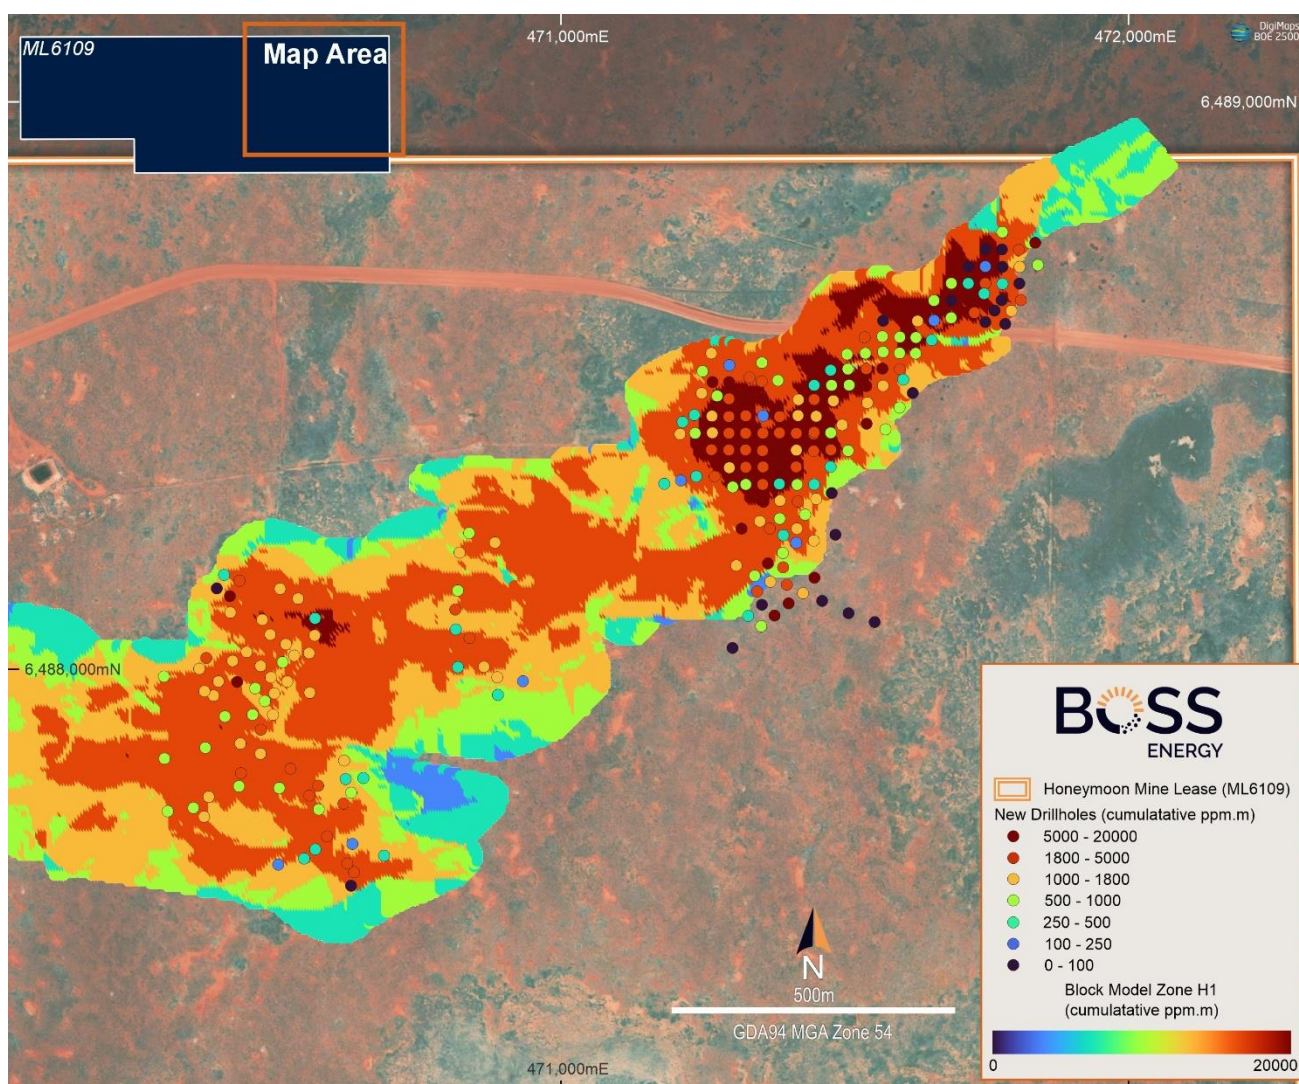 ML6109
Map Area
471,000mE
472,000mE
DigiMaps
BOE 2500
6,489,000mN
6,488,000mN
BOSS
ENERGY
Honeymoon Mine Lease (ML6109)
New Drillholes (cumulatative ppm.m)
5000 - 20000
1800 - 5000
1000 - 1800
500 - 1000
250 - 500
100 - 250
0 - 100
Block Model Zone H1
(cumulatative ppm.m)
0
20000
N
500m
GDA94 MGA Zone 54
471,000mE